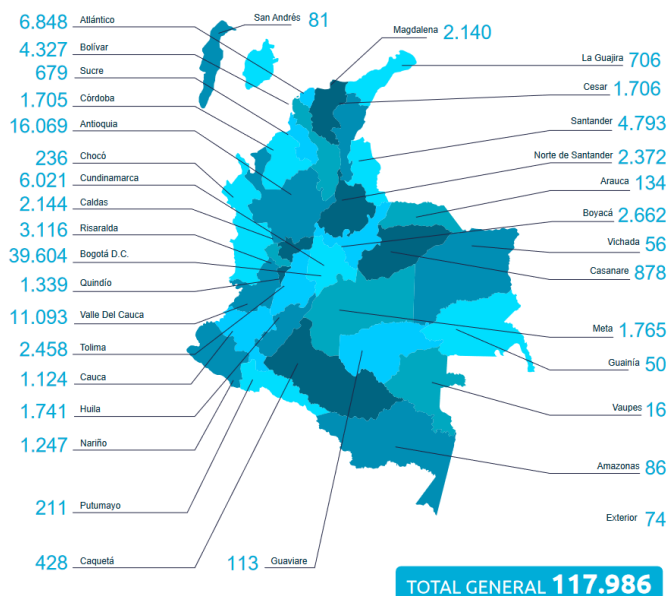 6.848 Atlántico
San Andrés 81
Magdalena 2.140
4.327 Bolívar
La Guajira 706
679 Sucre
Cesar 1.706
1.705 Córdoba
Santander 4.793
16.069 Antioquia
Norte de Santander 2.372
236 Chocó
Arauca 134
6.021 Cundinamarca
2.144 Caldas
Boyacá 2.662
3.116 Risaralda
Vichada 56
39.604 Bogotá D.C.
Casanare 878
1.339 Quindío
11.093 Valle Del Cauca
Meta 1.765
2.458 Tolima
Guainía 50
1.124 Cauca
1.741 Huila
Vaupes 16
1.247 Nariño
Amazonas 86
211 Putumayo
Exterior 74
428 Caquetá
113 Guaviare
TOTAL GENERAL 117.986